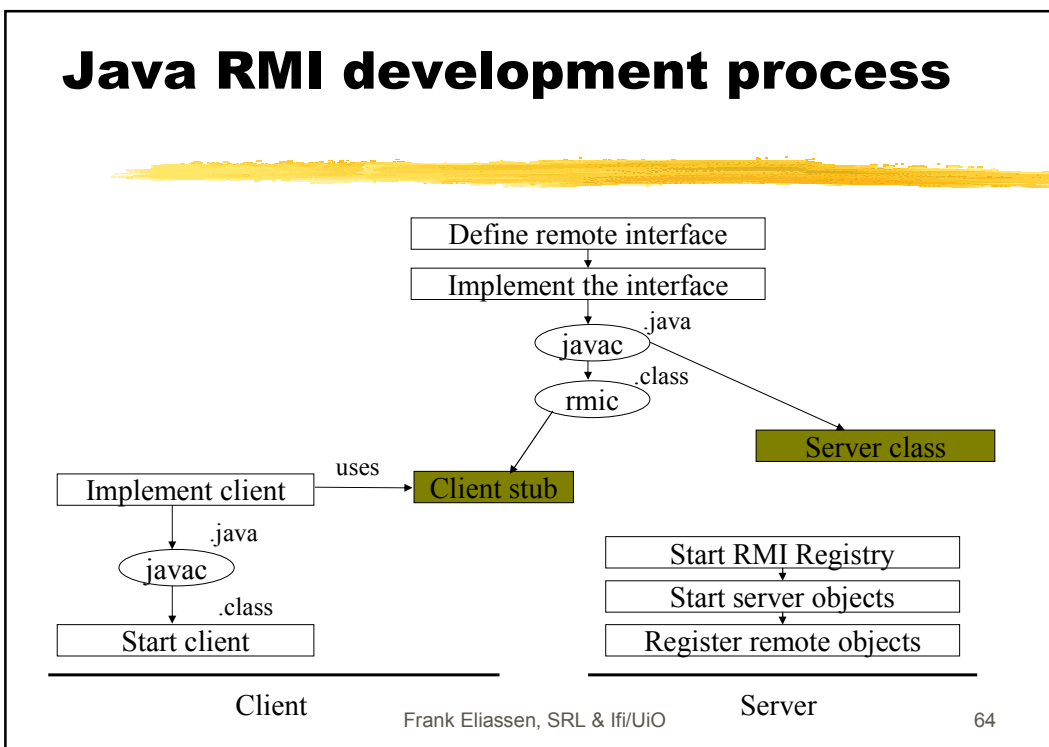 Java RMI development process
Define remote interface
Implement the interface
.java
javac
.class
rmic
Server class
uses
Implement client
Client stub
.java
javac
.class
Start client
Start RMI Registry
Start server objects
Register remote objects
Client
Server
Frank Eliassen, SRL & Ifi/UiO
64